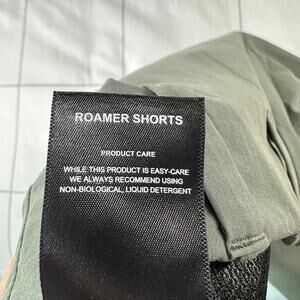 ROAMER SHORTS
PRODUCT CARE
WHILE THIS PRODUCT IS EASY-CARE
WE ALWAYS RECOMMEND USING
NON-BIOLOGICAL, LIQUID DETERGENT